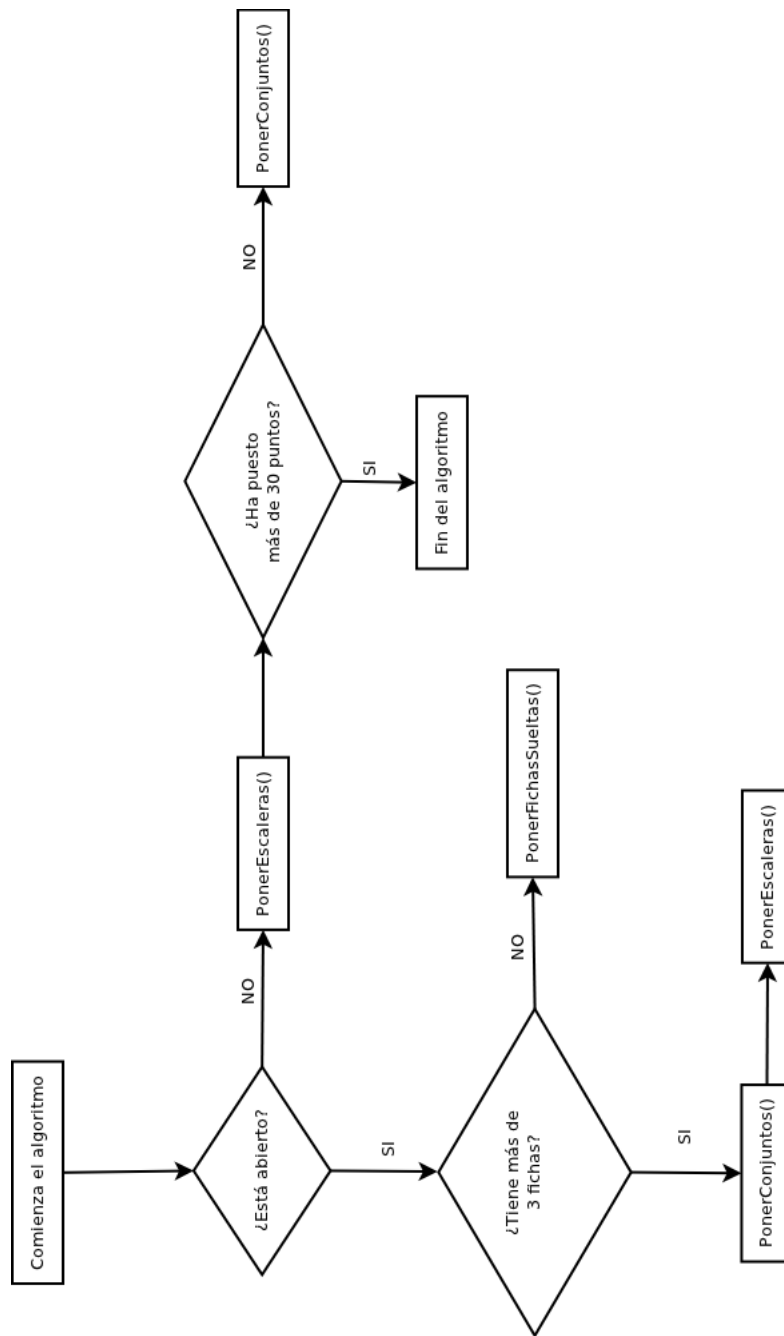 Comienza el algoritmo
¿Está abierto?
NO
PonerEscaleras()
¿Ha puesto
más de 30 puntos?
NO
PonerConjuntos()
SI
Fin del algoritmo
SI
¿Tiene más de
3 fichas?
NO
PonerFichasSueltas()
SI
PonerConjuntos()
PonerEscaleras()